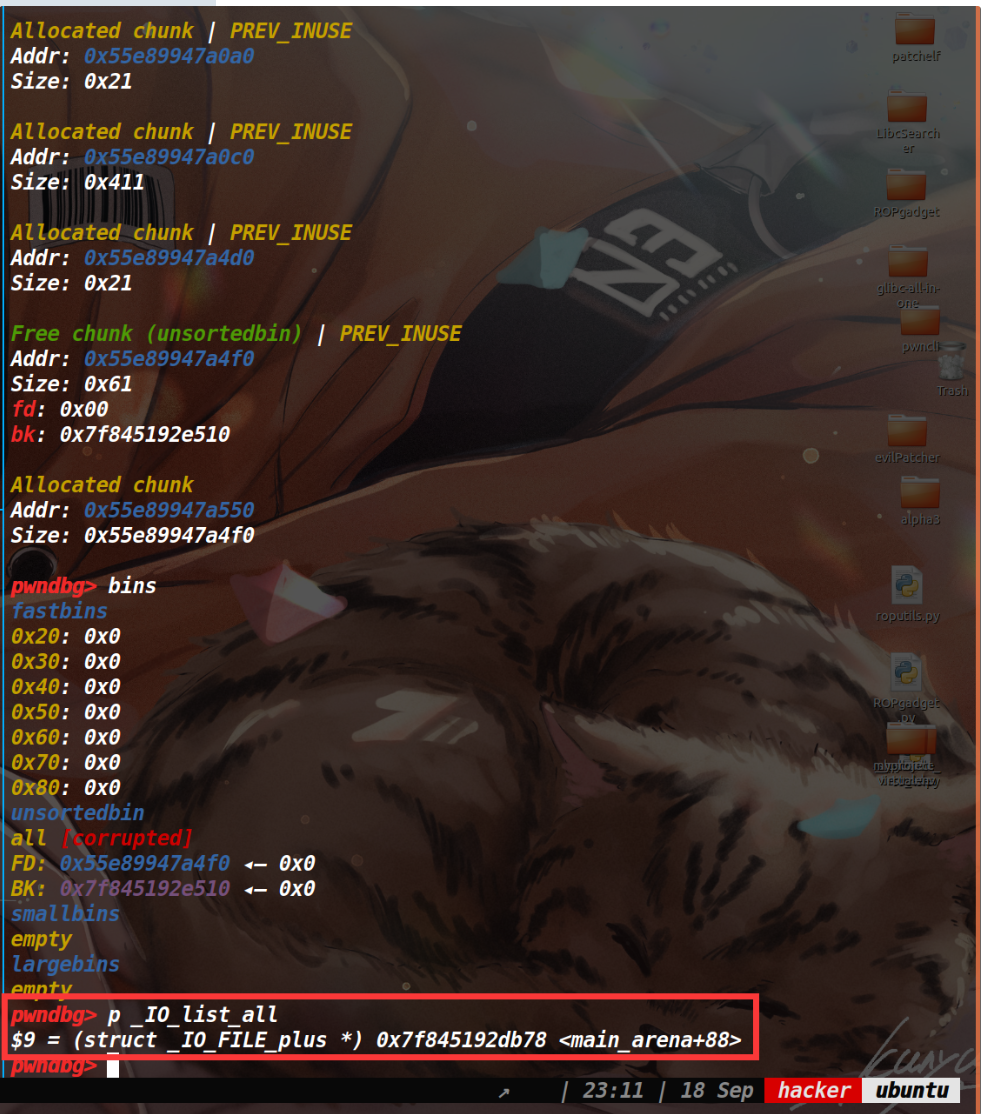 Allocated chunk | PREV_INUSE
Addr: 0x55e89947a0a0
Size: 0x21
Allocated chunk | PREV_INUSE
Addr: 0x55e89947a0c0
Size: 0x411
Allocated chunk | PREV_INUSE
Addr: 0x55e89947a4d0
Size: 0x21
Free chunk (unsortedbin) | PREV_INUSE
Addr: 0x55e89947a4f0
Size: 0x61
fd: 0x00
bk: 0x7f845192e510
Allocated chunk
Addr: 0x55e89947a550
Size: 0x55e89947a4f0
pwndbg> bins
fastbins
0x20: 0x0
0x30: 0x0
0x40: 0x0
0x50: 0x0
0x60: 0x0
0x70: 0x0
0x80: 0x0
unsortedbin
all [corrupted]
FD: 0x55e89947a4f0 ◂— 0x0
BK: 0x7f845192e510 ◂— 0x0
smallbins
empty
largebins
empty
pwndbg> p _IO_list_all
$9 = (struct _IO_FILE_plus *) 0x7f845192db78 <main_arena+88>
pwndbg>
↗ | 23:11 | 18 Sep hacker ubuntu
patchelf
LibcSearch
er
ROPgadget
glibc-all-in-
one
pwncli
Trash
evilPatcher
alpha3
roputils.py
ROPgadget
.py